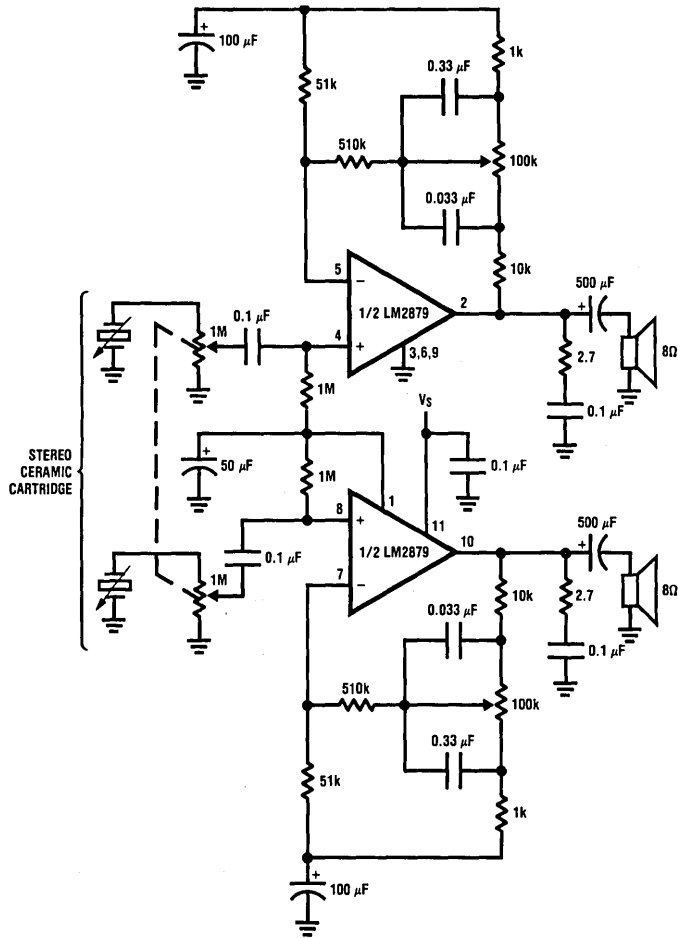 +
100 μF
1k
0.33 μF
51k
510k
100k
0.033 μF
10k
5
500 μF
−
2
+
0.1 μF
1/2 LM2879
1M
4
+
8Ω
3,6,9
2.7
1M
VS
0.1 μF
STEREO
CERAMIC
CARTRIDGE
+
50 μF
1M
0.1 μF
1
8
+
11
500 μF
10
+
0.1 μF
1/2 LM2879
1M
7
−
10k
2.7
8Ω
0.033 μF
0.1 μF
510k
100k
0.33 μF
51k
1k
+
100 μF